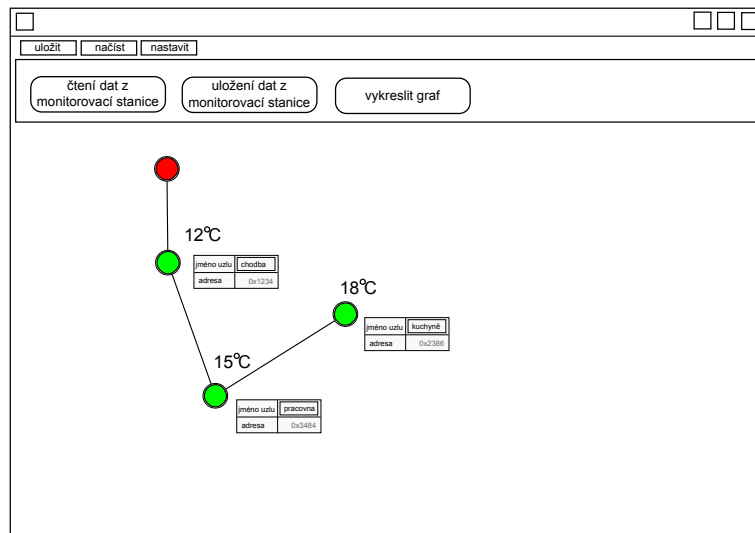 uložit načíst nastavit
čtení dat z
monitorovací stanice
uložení dat z
monitorovací stanice
vykreslit graf
12°C
jméno uzlu chodba
adresa 0x1234
18°C
jméno uzlu kuchyně
adresa 0x2386
15°C
jméno uzlu pracovna
adresa 0x3484